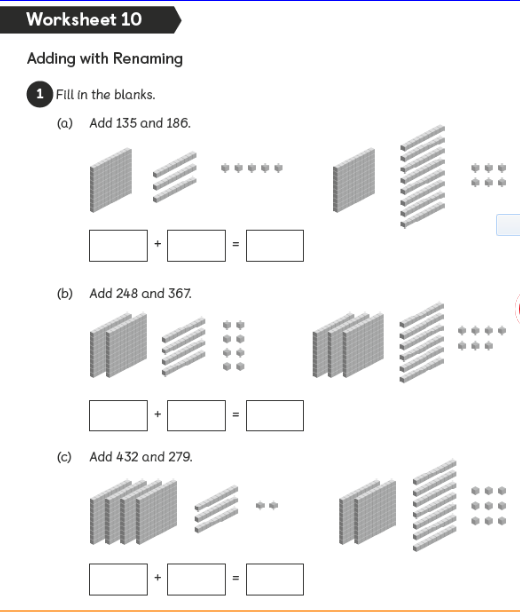 Worksheet 10
Adding with Renaming
1 Fill in the blanks.
(a) Add 135 and 186.
+ =
(b) Add 248 and 367.
+ =
(c) Add 432 and 279.
+ =